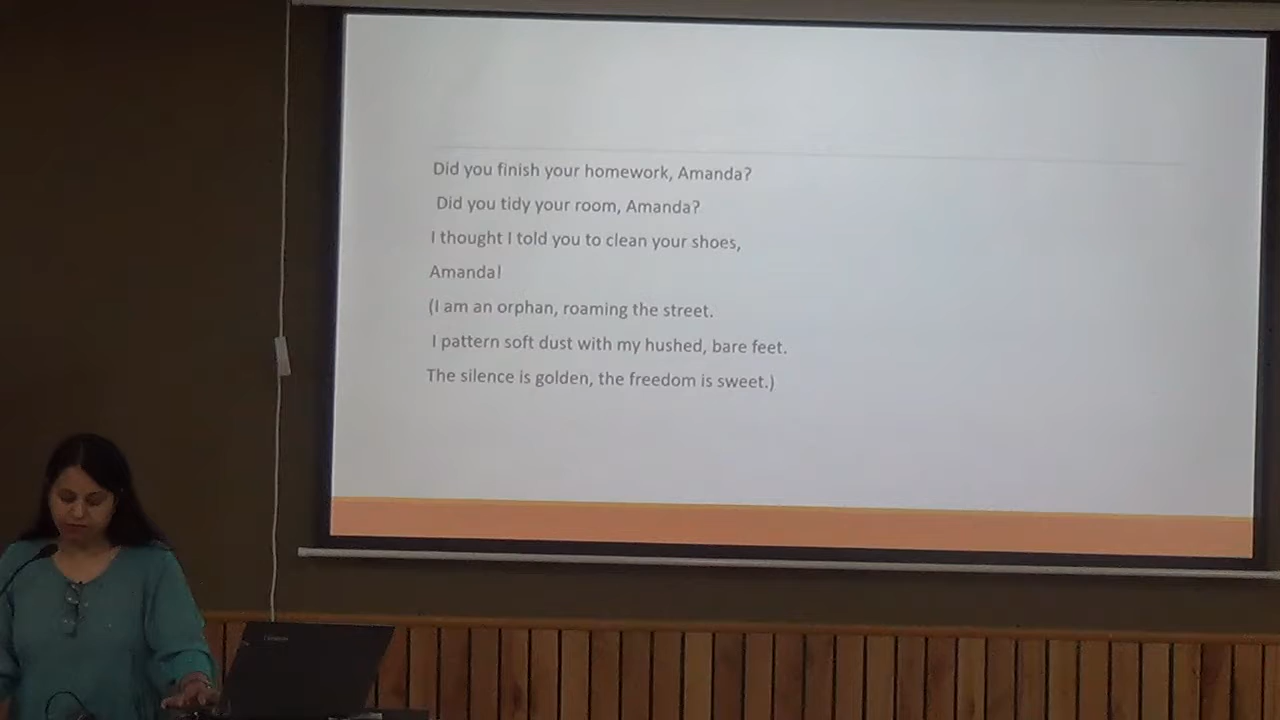 Did you finish your homework, Amanda?
Did you tidy your room, Amanda?
I thought I told you to clean your shoes,
Amanda!
(I am an orphan, roaming the street.
I pattern soft dust with my hushed, bare feet.
The silence is golden, the freedom is sweet.)